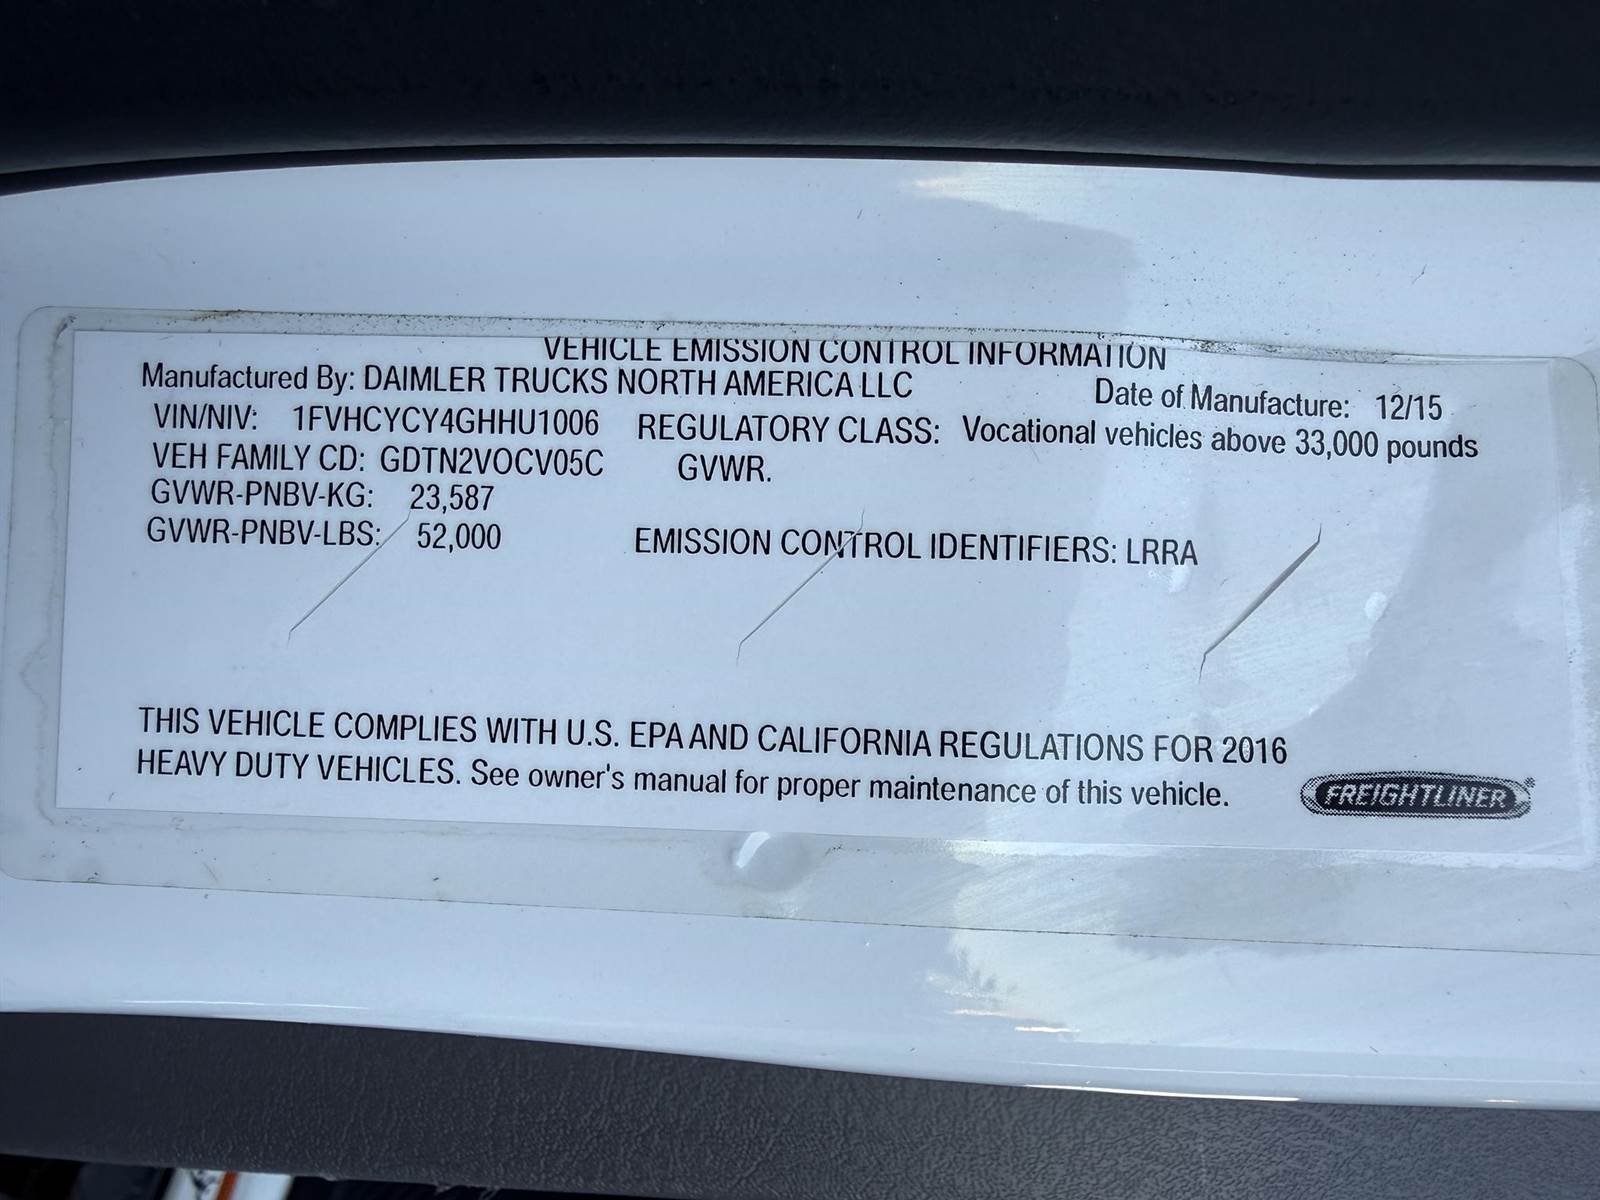 VEHICLE EMISSION CONTROL INFORMATION
Manufactured By: DAIMLER TRUCKS NORTH AMERICA LLC Date of Manufacture: 12/15
VIN/NIV: 1FVHCYCY4GHHU1006 REGULATORY CLASS: Vocational vehicles above 33,000 pounds
VEH FAMILY CD: GDTN2VOCV05C GVWR.
GVWR-PNBV-KG: 23,587
GVWR-PNBV-LBS: 52,000 EMISSION CONTROL IDENTIFIERS: LRRA
THIS VEHICLE COMPLIES WITH U.S. EPA AND CALIFORNIA REGULATIONS FOR 2016
HEAVY DUTY VEHICLES. See owner's manual for proper maintenance of this vehicle.
FREIGHTLINER®